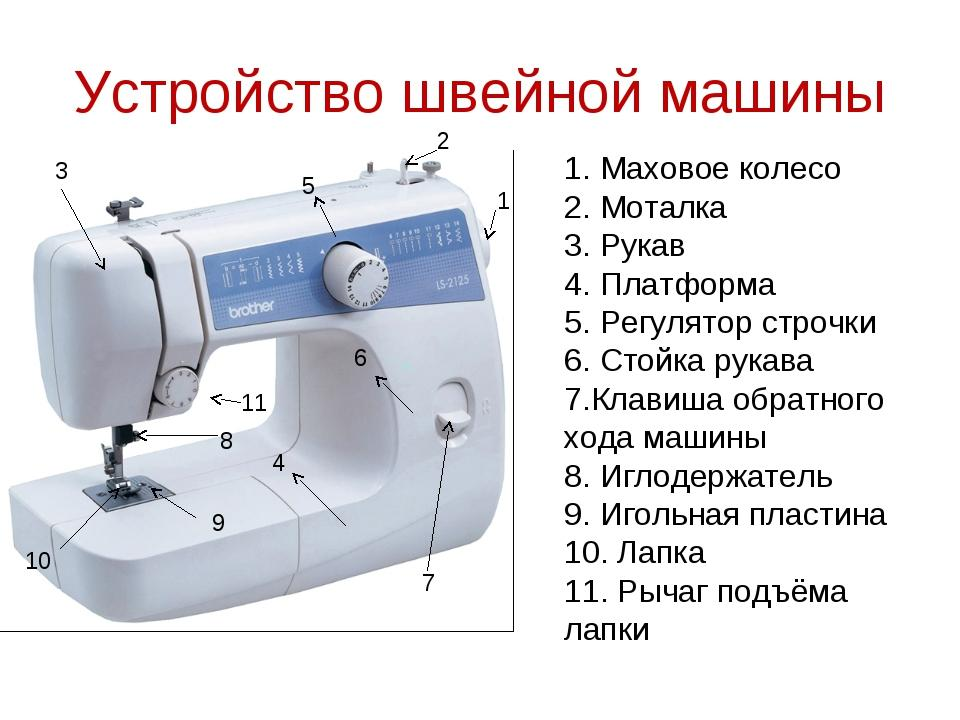 Устройство швейной машины
2
3
5
1
brother
LS-2125
6
11
8
4
9
10
7
1. Маховое колесо
2. Моталка
3. Рукав
4. Платформа
5. Регулятор строчки
6. Стойка рукава
7.Клавиша обратного
хода машины
8. Иглодержатель
9. Игольная пластина
10. Лапка
11. Рычаг подъёма
лапки